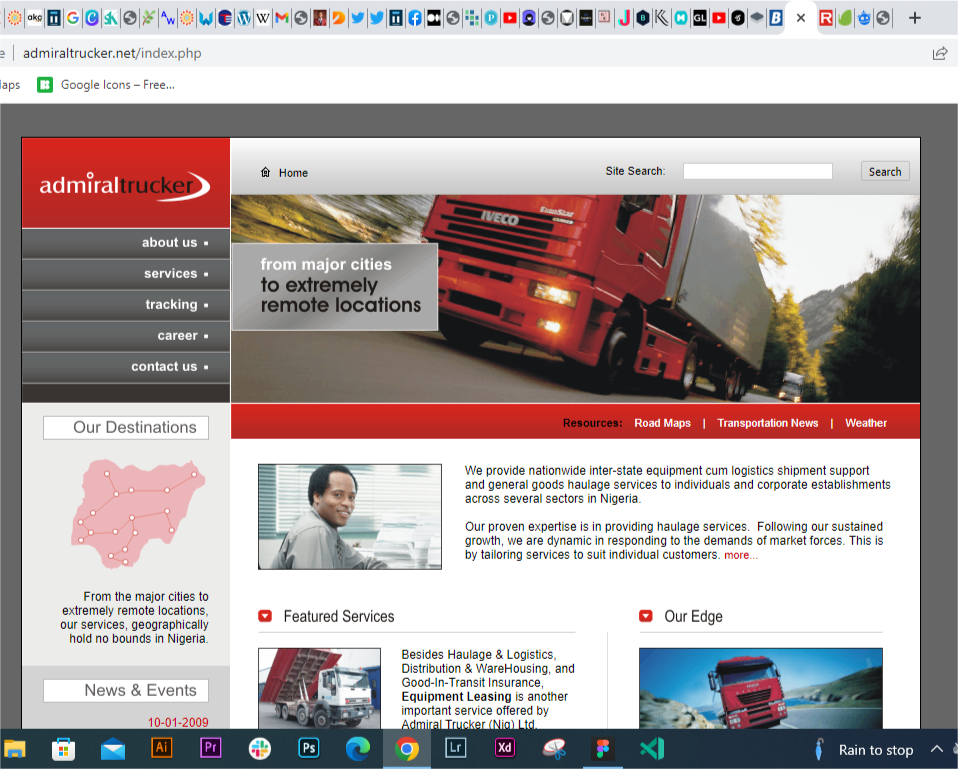 admiraltrucker.net/index.php
Google Icons – Free...
admiraltrucker
Home
Site Search:
Search
about us
services
tracking
career
contact us
IVECO
EuroStar
from major cities
to extremely
remote locations
Resources: Road Maps | Transportation News | Weather
Our Destinations
From the major cities to
extremely remote locations,
our services, geographically
hold no bounds in Nigeria.
News & Events
10-01-2009
We provide nationwide inter-state equipment cum logistics shipment support
and general goods haulage services to individuals and corporate establishments
across several sectors in Nigeria.
Our proven expertise is in providing haulage services. Following our sustained
growth, we are dynamic in responding to the demands of market forces. This is
by tailoring services to suit individual customers. more...
Featured Services
Besides Haulage & Logistics,
Distribution & WareHousing, and
Good-In-Transit Insurance,
Equipment Leasing is another
important service offered by
Admiral Trucker (Nig) Ltd.
Our Edge
Ai
Pr
Ps
Lr
Xd
Rain to stop